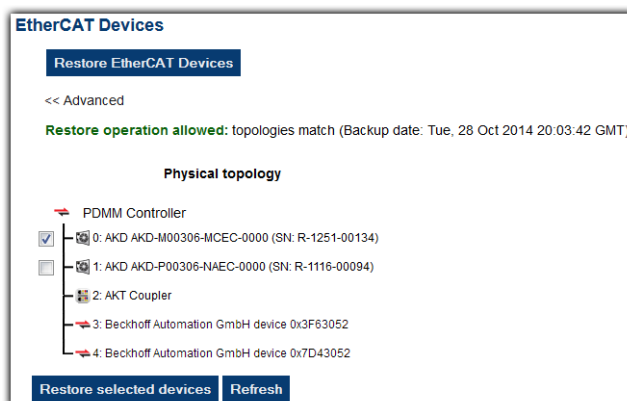 EtherCAT Devices
Restore EtherCAT Devices
<< Advanced
Restore operation allowed: topologies match (Backup date: Tue, 28 Oct 2014 20:03:42 GMT)
Physical topology
PDMM Controller
0: AKD AKD-M00306-MCEC-0000 (SN: R-1251-00134)
1: AKD AKD-P00306-NAEC-0000 (SN: R-1116-00094)
2: AKT Coupler
3: Beckhoff Automation GmbH device 0x3F63052
4: Beckhoff Automation GmbH device 0x7D43052
Restore selected devices Refresh